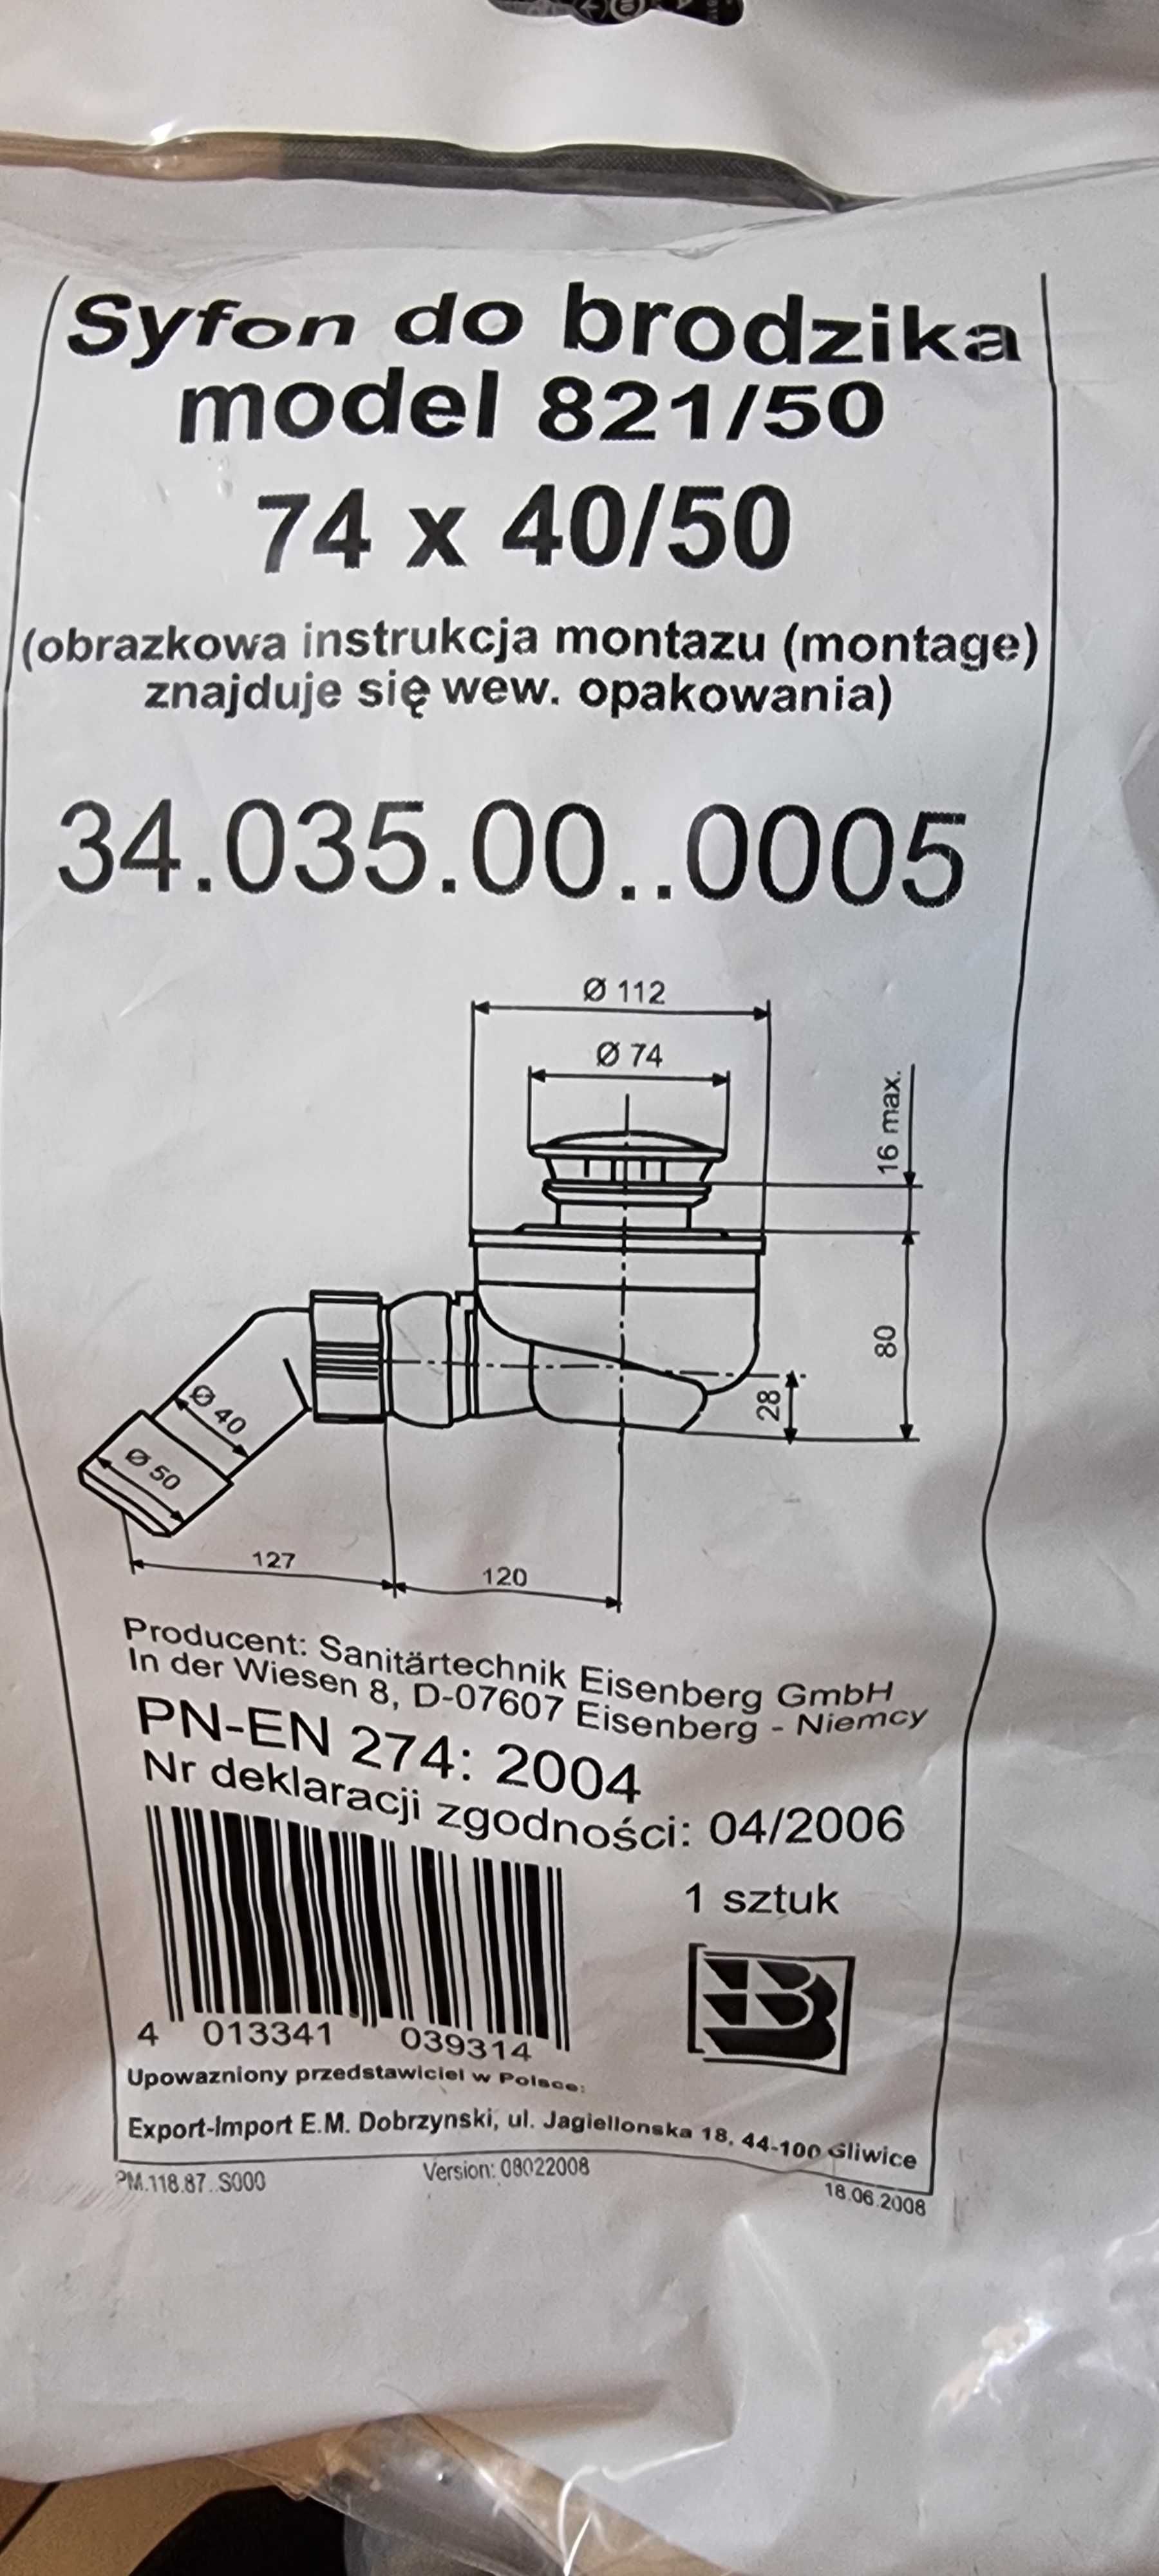 Syfon do brodzika
model 821/50
74 x 40/50
(obrazkowa instrukcja montazu (montage)
znajduje się wew. opakowania)
34.035.00..0005
Ø 112
Ø 74
16 max.
80
28
Ø 40
Ø 50
127
120
Producent: Sanitärtechnik Eisenberg GmbH
In der Wiesen 8, D-07607 Eisenberg - Niemcy
PN-EN 274: 2004
Nr deklaracji zgodności: 04/2006
1 sztuk
4 013341 039314
Upowazniony przedstawiciel w Polsce:
Export-Import E.M. Dobrzynski, ul. Jagiellonska 18, 44-100 Gliwice
PM.118.87..S000 Version: 08022008 18.06.2008